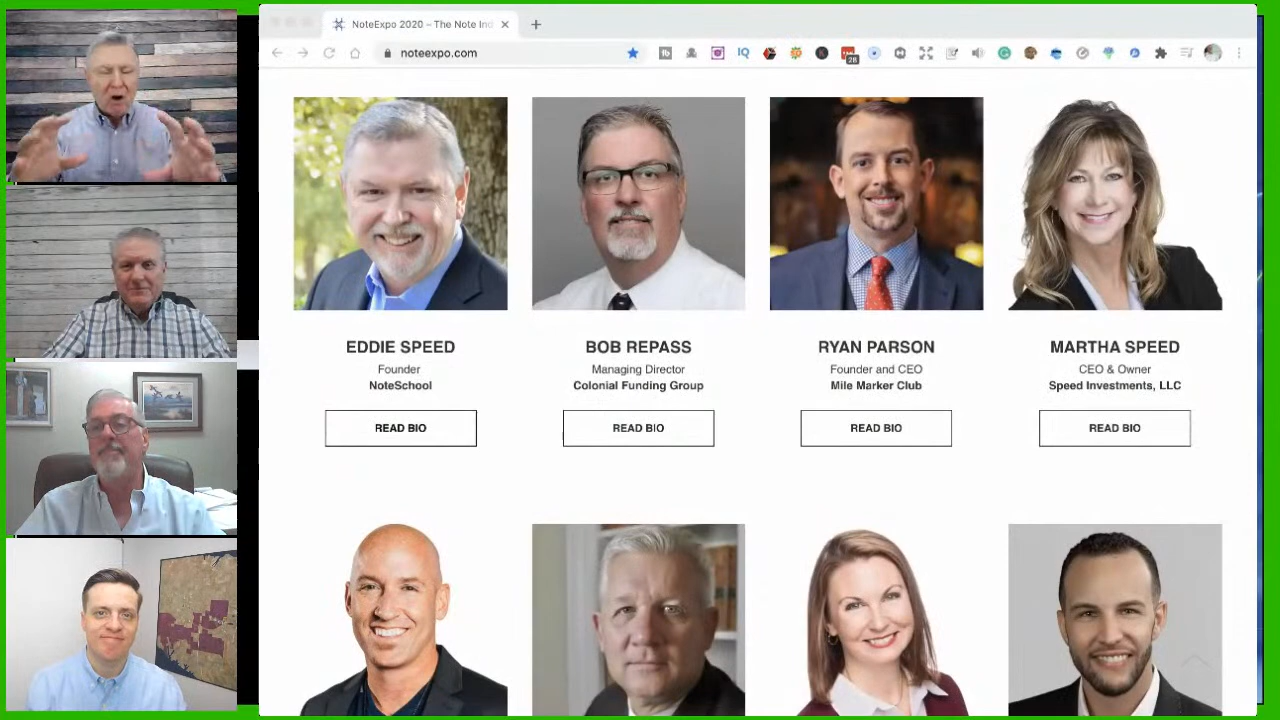 NoteExpo 2020 – The Note Ind
noteexpo.com
IQ
28
EDDIE SPEED
Founder
NoteSchool
READ BIO
BOB REPASS
Managing Director
Colonial Funding Group
READ BIO
RYAN PARSON
Founder and CEO
Mile Marker Club
READ BIO
MARTHA SPEED
CEO & Owner
Speed Investments, LLC
READ BIO